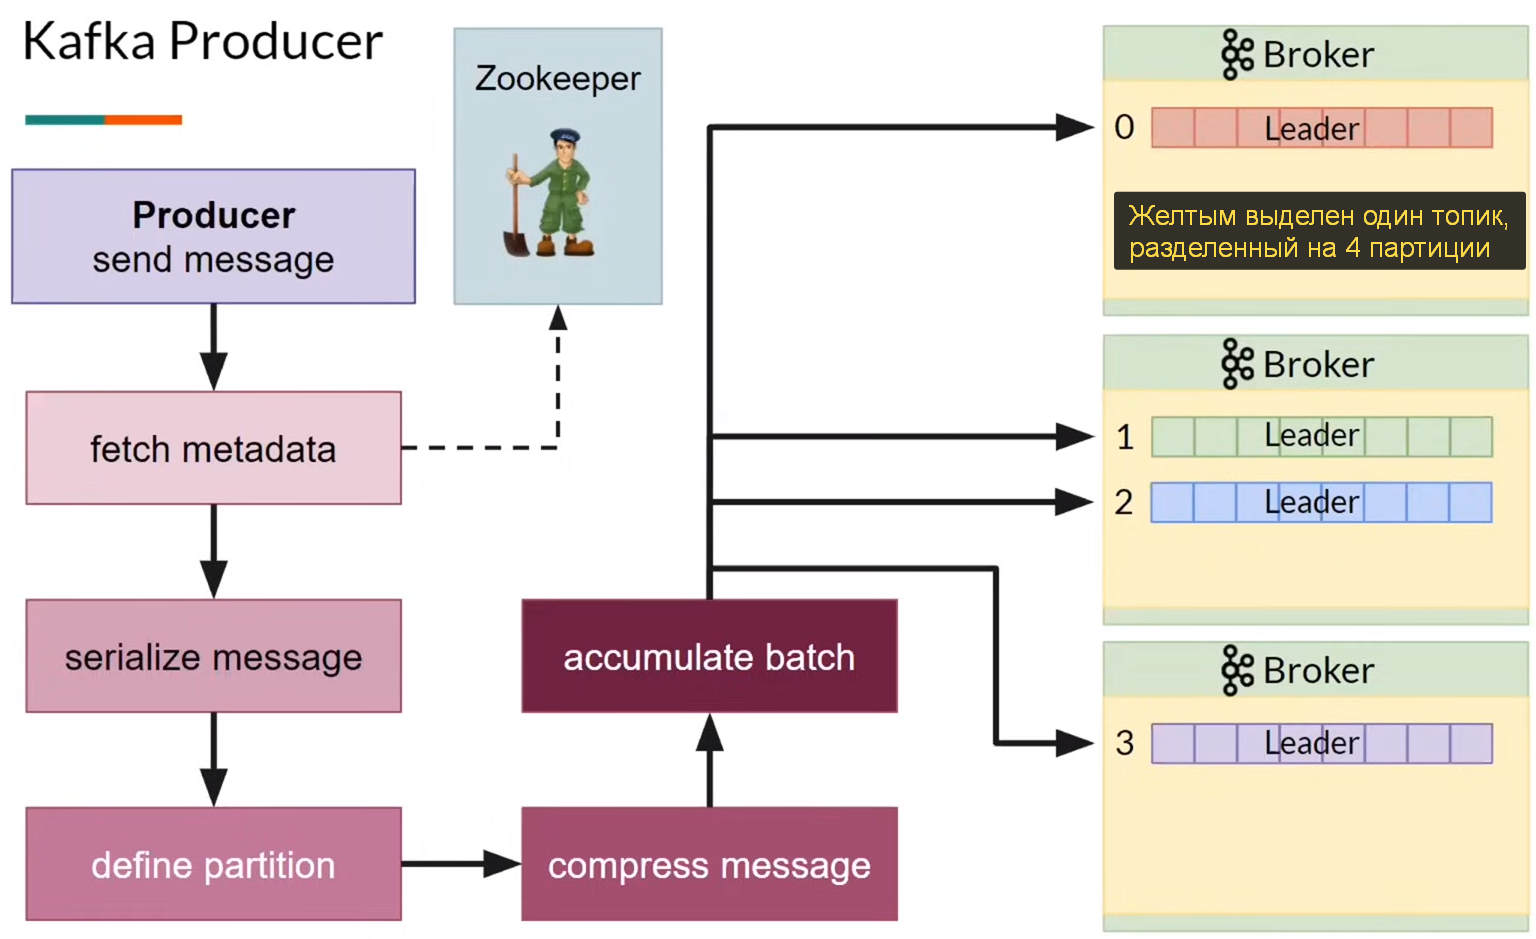 Kafka Producer
Producer
send message
fetch metadata
serialize message
define partition
compress message
accumulate batch
Zookeeper
Broker
0 Leader
Желтым выделен один топик,
разделенный на 4 партиции
Broker
1 Leader
2 Leader
Broker
3 Leader